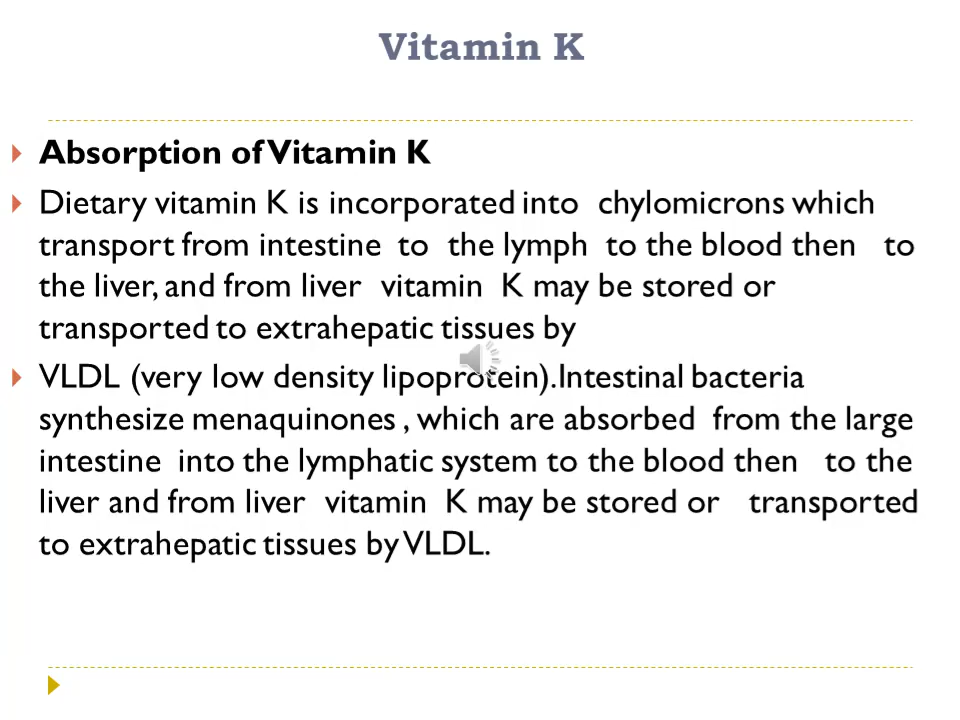 Vitamin K
Absorption of Vitamin K
Dietary vitamin K is incorporated into chylomicrons which
transport from intestine to the lymph to the blood then to
the liver, and from liver vitamin K may be stored or
transported to extrahepatic tissues by
VLDL (very low density lipoprotein).Intestinal bacteria
synthesize menaquinones , which are absorbed from the large
intestine into the lymphatic system to the blood then to the
liver and from liver vitamin K may be stored or transported
to extrahepatic tissues by VLDL.